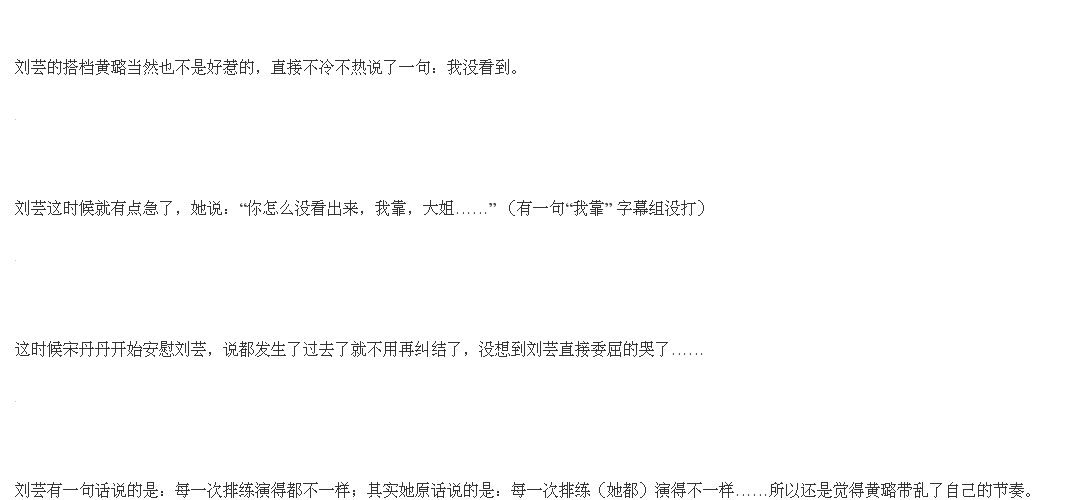 刘芸的搭档黄璐当然也不是好惹的，直接不冷不热说了一句：我没看到。
刘芸这时候就有点急了，她说：“你怎么没看出来，我靠，大姐……”（有一句“我靠” 字幕组没打）
这时候宋丹丹开始安慰刘芸，说都发生了过去了就不用再纠结了，没想到刘芸直接委屈的哭了……
刘芸有一句话说的是：每一次排练演得都不一样；其实她原话说的是：每一次排练（她都）演得不一样……所以还是觉得黄璐带乱了自己的节奏。